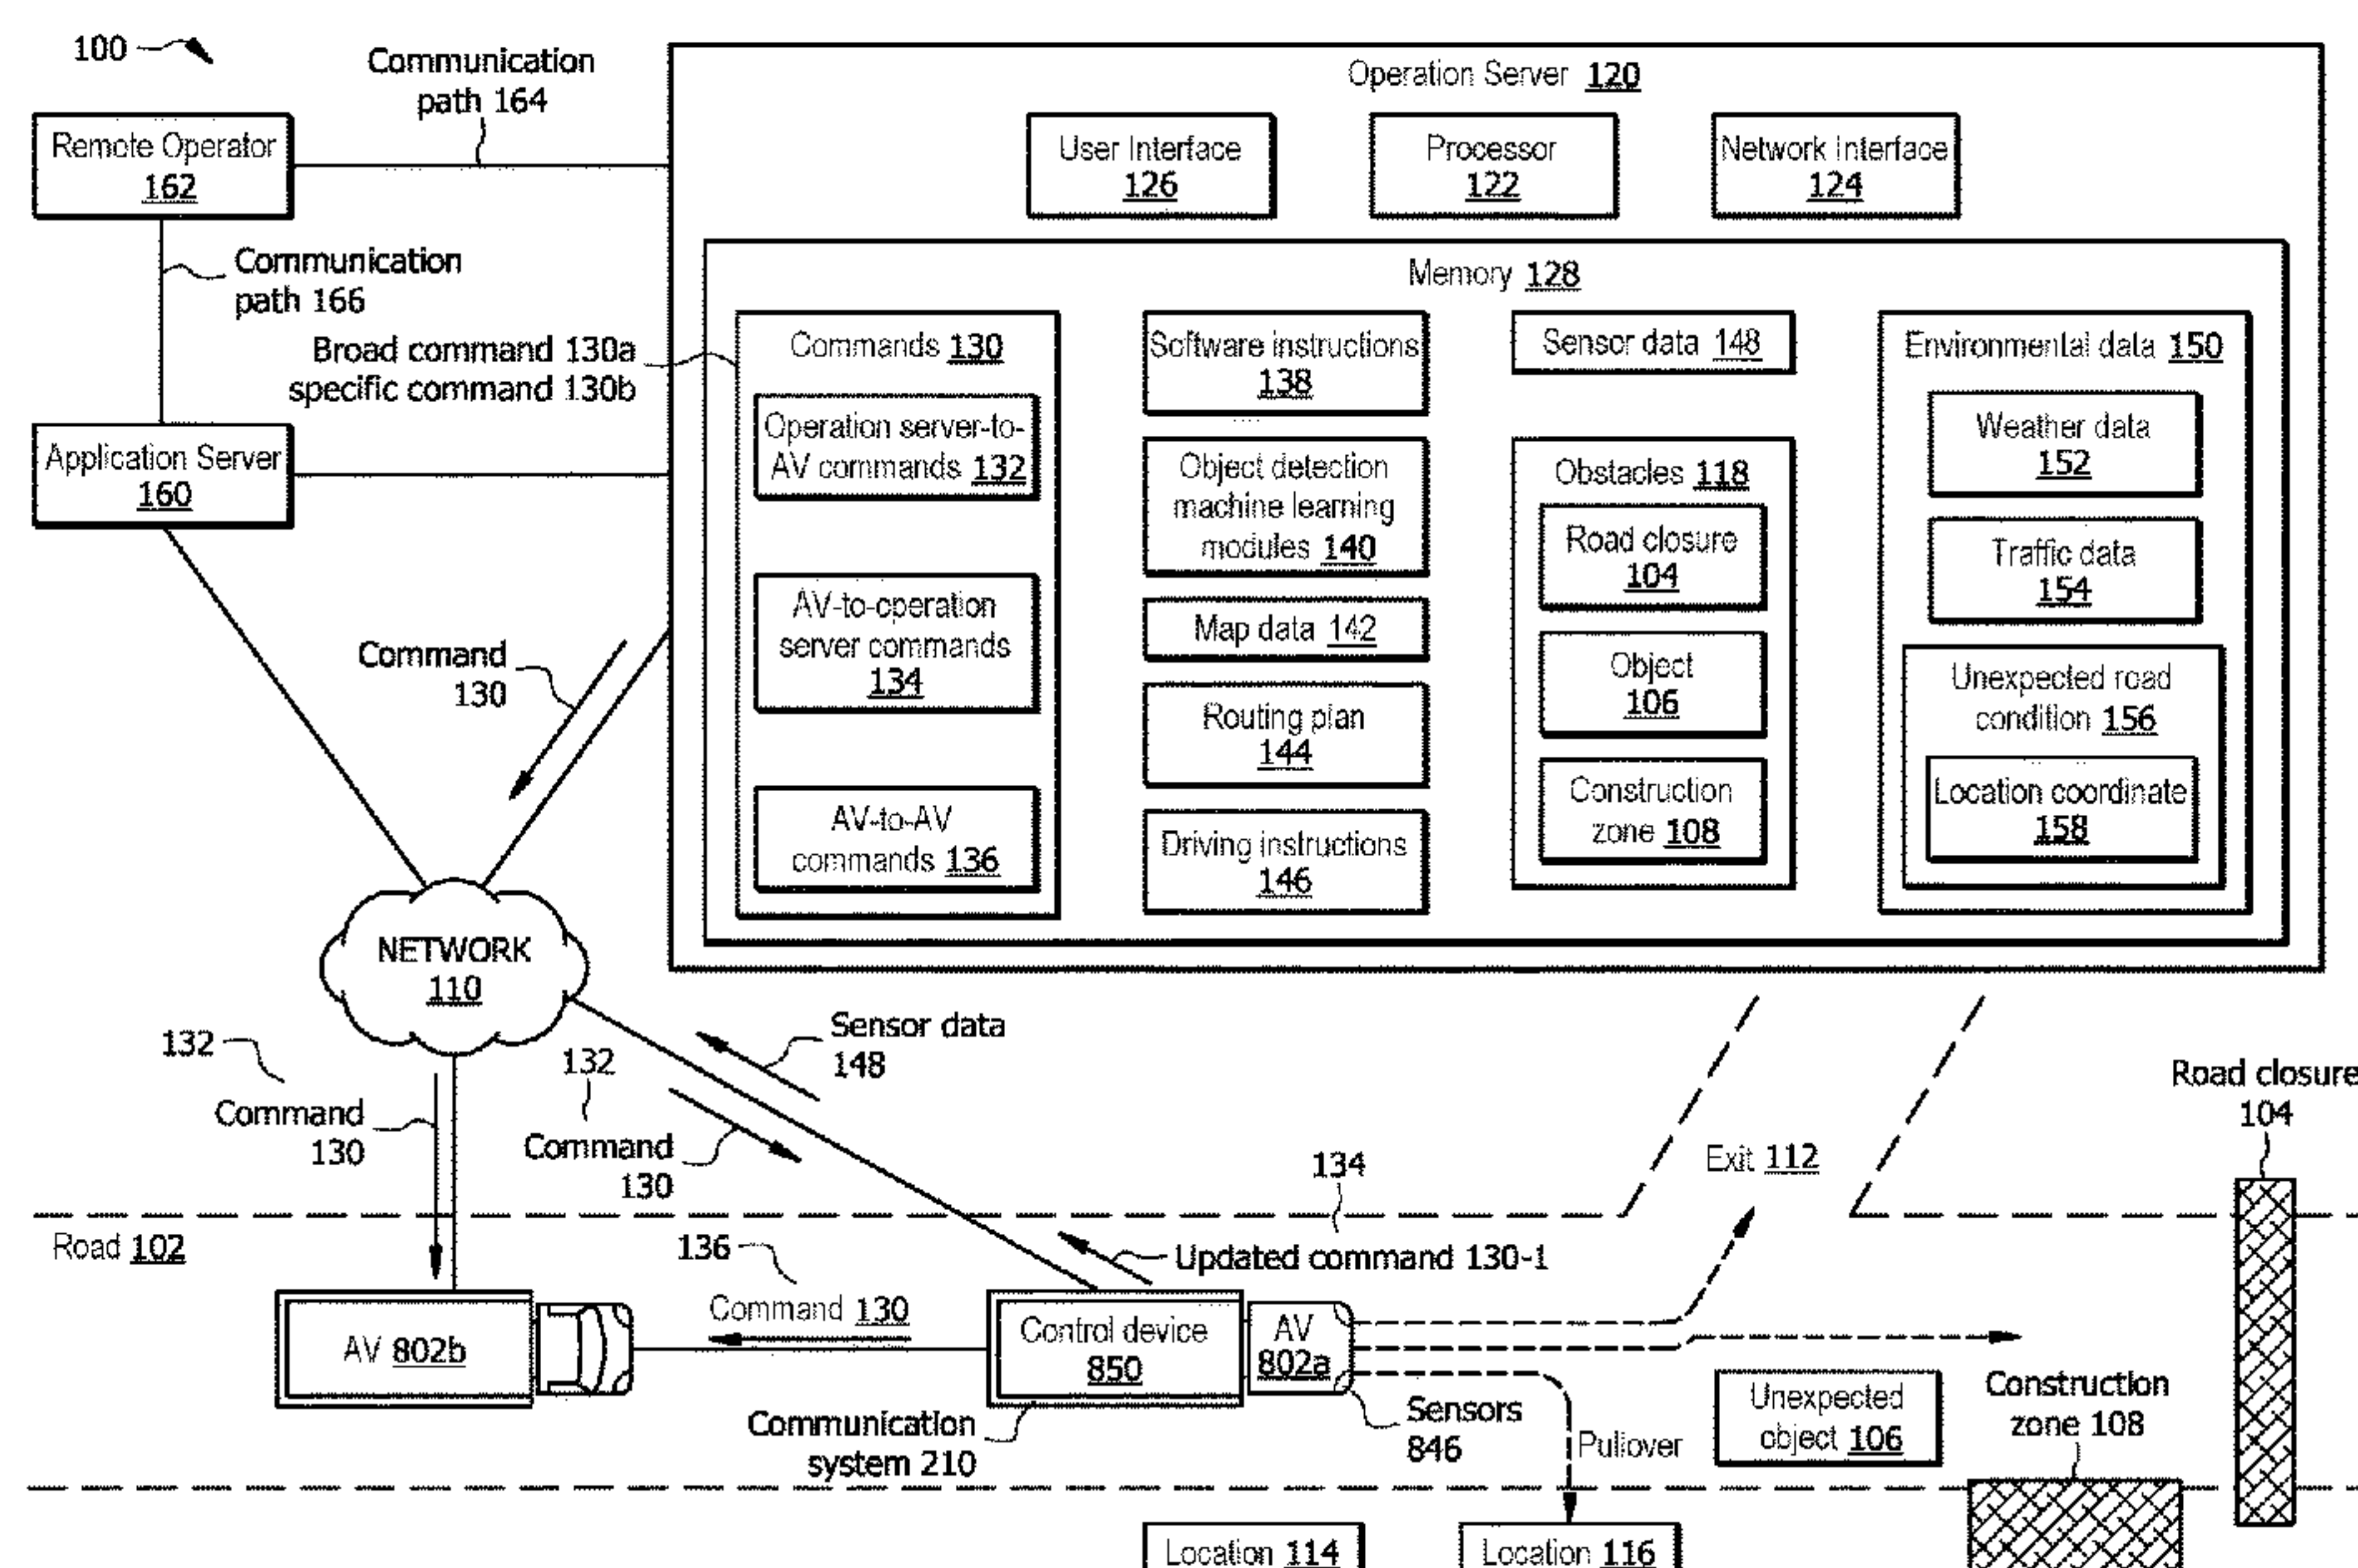 100
Communication
path 164
Remote Operator
162
Communication
path 166
Broad command 130a
specific command 130b
Application Server
160
Command
130
Operation Server 120
User Interface
126
Processor
122
Network Interface
124
Memory 128
Commands 130
Operation server-to-
AV commands 132
AV-to-operation
server commands
134
AV-to-AV
commands 136
Software instructions
138
Object detection
machine learning
modules 140
Map data 142
Routing plan
144
Driving instructions
146
Sensor data 148
Obstacles 118
Road closure
104
Object
106
Construction
zone 108
Environmental data 150
Weather data
152
Traffic data
154
Unexpected road
condition 156
Location coordinate
158
NETWORK
110
132
Command
130
132
Command
130
Sensor data
148
Exit 112
Road closure
104
Road 102
136
134
Updated command 130-1
Command 130
AV 802b
Control device
850
AV
802a
Communication
system 210
Sensors
846
Pullover
Unexpected
object 106
Construction
zone 108
Location 114
Location 116